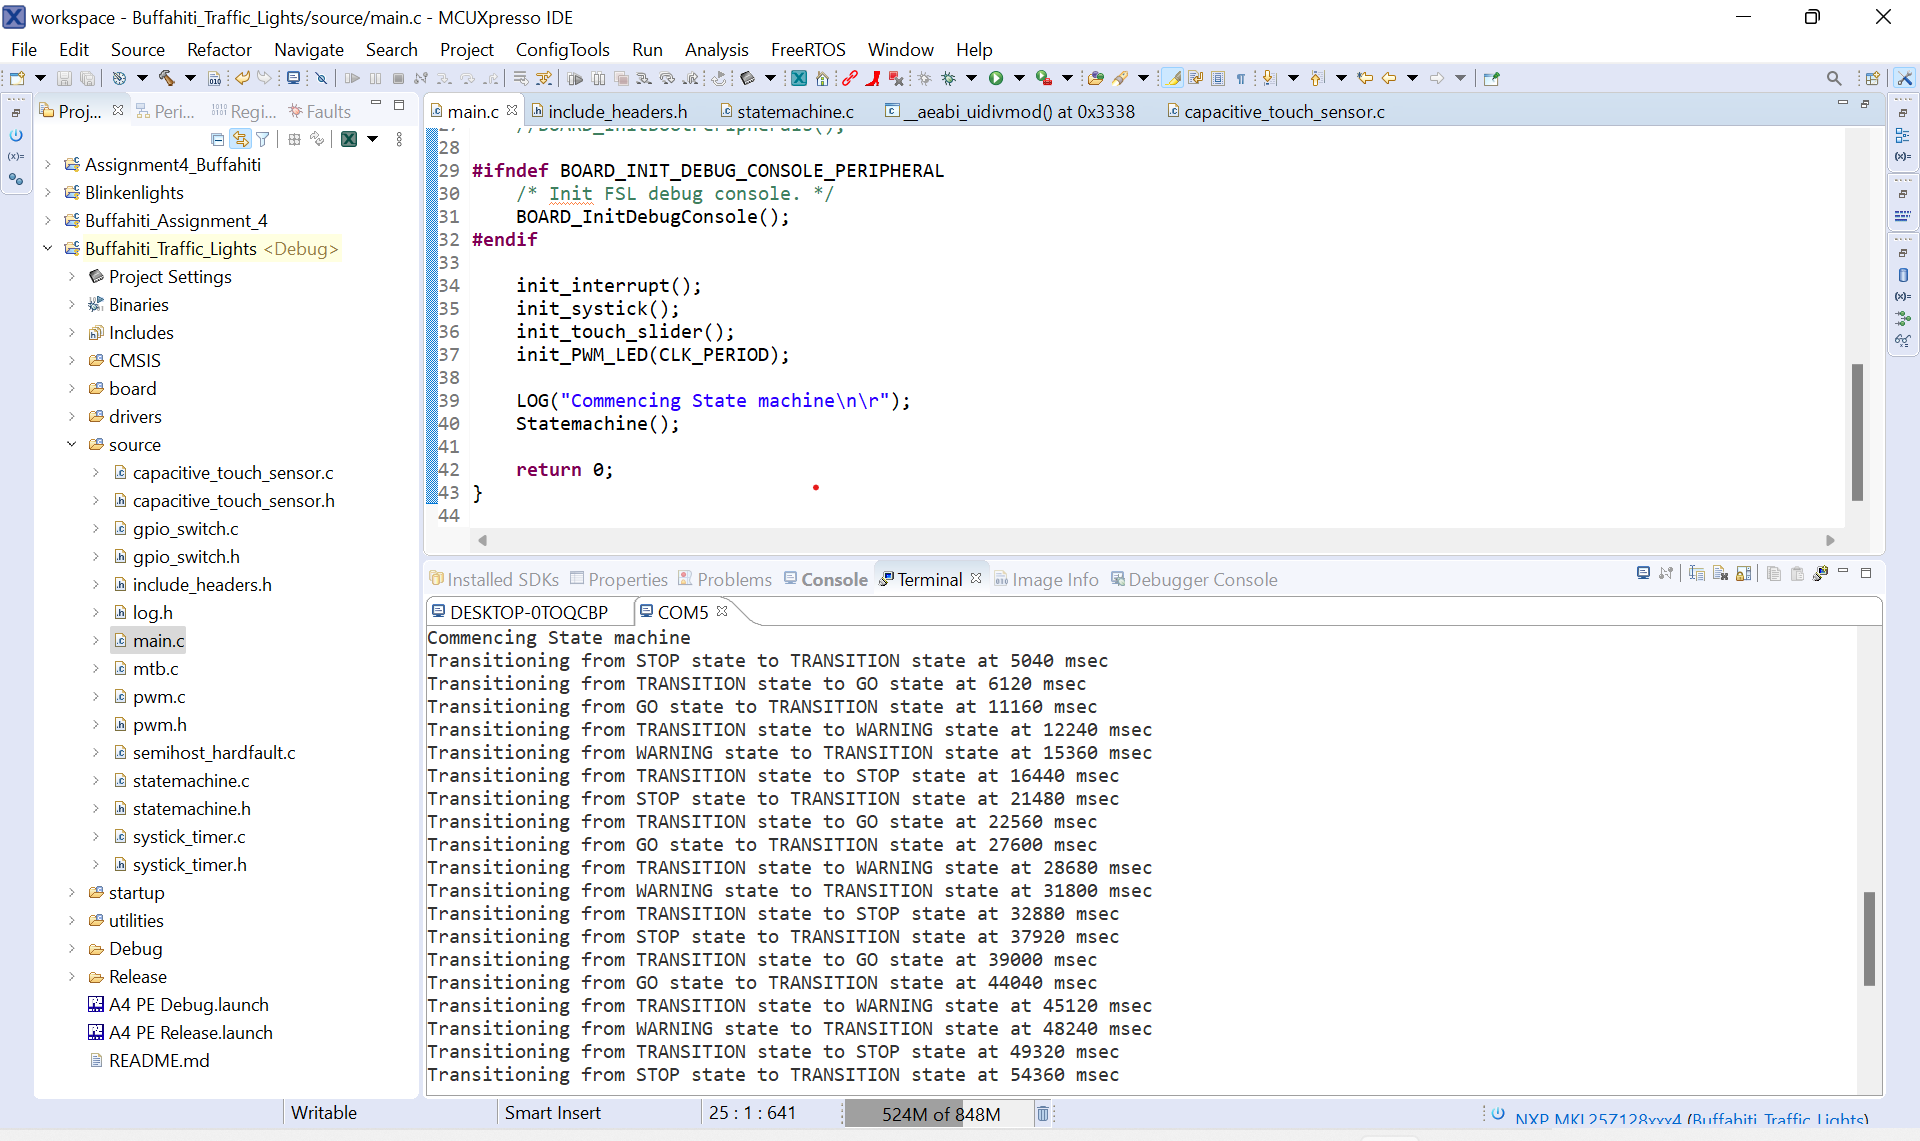 workspace - Buffahiti_Traffic_Lights/source/main.c - MCUXpresso IDE
File Edit Source Refactor Navigate Search Project ConfigTools Run Analysis FreeRTOS Window Help
Proj... Peri... Regi... Faults
Assignment4_Buffahiti
Blinkenlights
Buffahiti_Assignment_4
Buffahiti_Traffic_Lights <Debug>
Project Settings
Binaries
Includes
CMSIS
board
drivers
source
capacitive_touch_sensor.c
capacitive_touch_sensor.h
gpio_switch.c
gpio_switch.h
include_headers.h
log.h
main.c
mtb.c
pwm.c
pwm.h
semihost_hardfault.c
statemachine.c
statemachine.h
systick_timer.c
systick_timer.h
startup
utilities
Debug
Release
A4 PE Debug.launch
A4 PE Release.launch
README.md
main.c include_headers.h statemachine.c __aeabi_uidivmod() at 0x3338 capacitive_touch_sensor.c
27 //BOARD_InitBootPeripherals();
28
29 #ifndef BOARD_INIT_DEBUG_CONSOLE_PERIPHERAL
30 /* Init FSL debug console. */
31 BOARD_InitDebugConsole();
32 #endif
33
34 init_interrupt();
35 init_systick();
36 init_touch_slider();
37 init_PWM_LED(CLK_PERIOD);
38
39 LOG("Commencing State machine\n\r");
40 Statemachine();
41
42 return 0;
43 }
44
Installed SDKs Properties Problems Console Terminal Image Info Debugger Console
DESKTOP-0TOQCBP COM5
Commencing State machine
Transitioning from STOP state to TRANSITION state at 5040 msec
Transitioning from TRANSITION state to GO state at 6120 msec
Transitioning from GO state to TRANSITION state at 11160 msec
Transitioning from TRANSITION state to WARNING state at 12240 msec
Transitioning from WARNING state to TRANSITION state at 15360 msec
Transitioning from TRANSITION state to STOP state at 16440 msec
Transitioning from STOP state to TRANSITION state at 21480 msec
Transitioning from TRANSITION state to GO state at 22560 msec
Transitioning from GO state to TRANSITION state at 27600 msec
Transitioning from TRANSITION state to WARNING state at 28680 msec
Transitioning from WARNING state to TRANSITION state at 31800 msec
Transitioning from TRANSITION state to STOP state at 32880 msec
Transitioning from STOP state to TRANSITION state at 37920 msec
Transitioning from TRANSITION state to GO state at 39000 msec
Transitioning from GO state to TRANSITION state at 44040 msec
Transitioning from TRANSITION state to WARNING state at 45120 msec
Transitioning from WARNING state to TRANSITION state at 48240 msec
Transitioning from TRANSITION state to STOP state at 49320 msec
Transitioning from STOP state to TRANSITION state at 54360 msec
Writable Smart Insert 25 : 1 : 641 524M of 848M NXP MKL25Z128xxx4 (Buffahiti_Traffic_Lights)